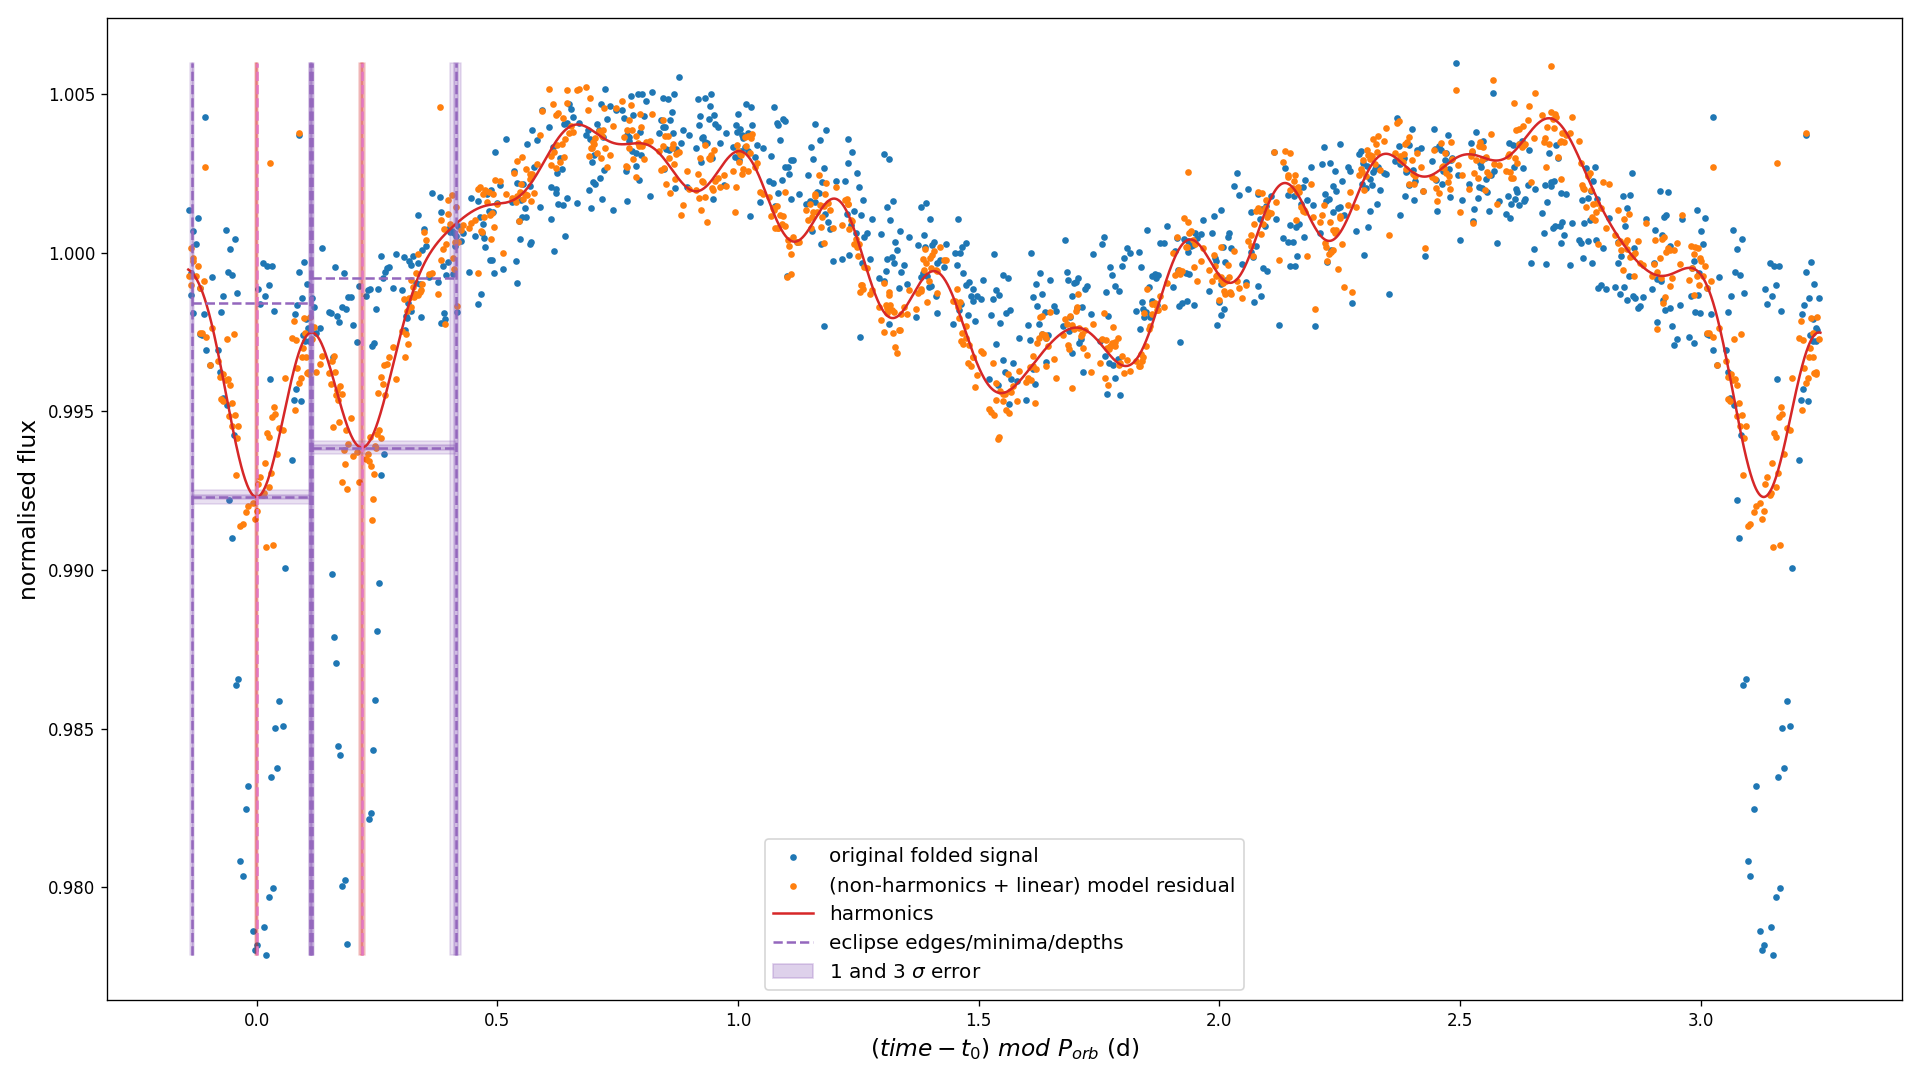 normalised flux
1.005
1.000
0.995
0.990
0.985
0.980
original folded signal
(non-harmonics + linear) model residual
harmonics
eclipse edges/minima/depths
1 and 3 σ error
0.0 0.5 1.0 1.5 2.0 2.5 3.0
(time − t₀) mod Pₒᵣb (d)